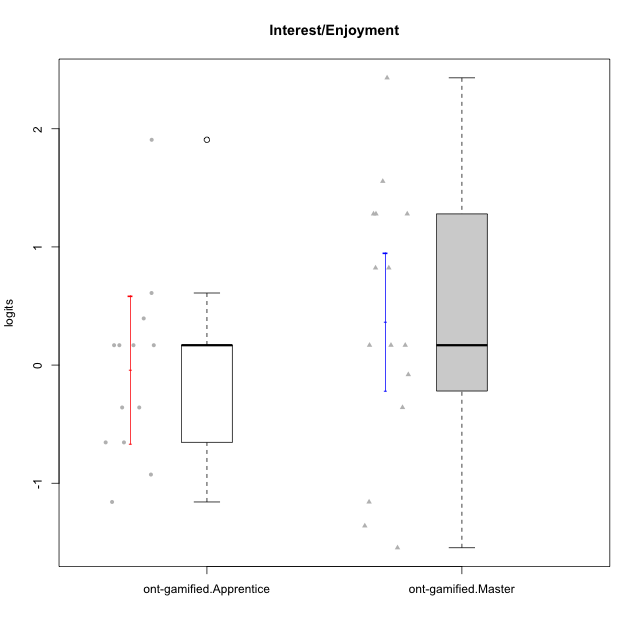 Interest/Enjoyment
logits
2
1
0
-1
ont-gamified.Apprentice
ont-gamified.Master